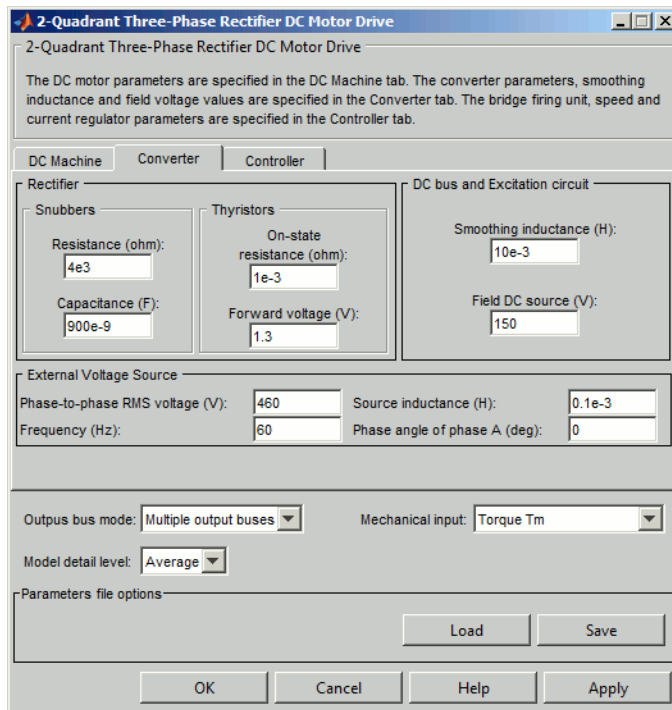 2-Quadrant Three-Phase Rectifier DC Motor Drive
2-Quadrant Three-Phase Rectifier DC Motor Drive
The DC motor parameters are specified in the DC Machine tab. The converter parameters, smoothing
inductance and field voltage values are specified in the Converter tab. The bridge firing unit, speed and
current regulator parameters are specified in the Controller tab.
DC Machine Converter Controller
Rectifier
Snubbers
Resistance (ohm):
4e3
Capacitance (F):
900e-9
Thyristors
On-state
resistance (ohm):
1e-3
Forward voltage (V):
1.3
DC bus and Excitation circuit
Smoothing inductance (H):
10e-3
Field DC source (V):
150
External Voltage Source
Phase-to-phase RMS voltage (V): 460 Source inductance (H): 0.1e-3
Frequency (Hz): 60 Phase angle of phase A (deg): 0
Outpus bus mode: Multiple output buses Mechanical input: Torque Tm
Model detail level: Average
Parameters file options
Load Save
OK Cancel Help Apply